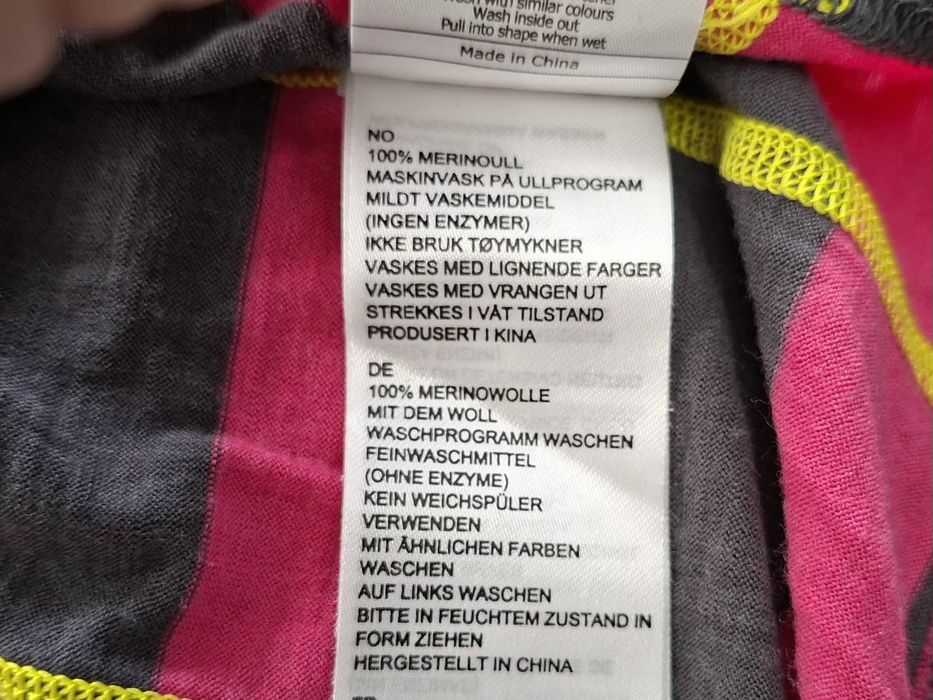 with similar colours
Wash inside out
Pull into shape when wet
Made in China
NO
100% MERINOULL
MASKINVASK PÅ ULLPROGRAM
MILDT VASKEMIDDEL
(INGEN ENZYMER)
IKKE BRUK TØYMYKNER
VASKES MED LIGNENDE FARGER
VASKES MED VRANGEN UT
STREKKES I VÅT TILSTAND
PRODUSERT I KINA
DE
100% MERINOWOLLE
MIT DEM WOLL
WASCHPROGRAMM WASCHEN
FEINWASCHMITTEL
(OHNE ENZYME)
KEIN WEICHSPÜLER
VERWENDEN
MIT ÄHNLICHEN FARBEN
WASCHEN
AUF LINKS WASCHEN
BITTE IN FEUCHTEM ZUSTAND IN
FORM ZIEHEN
HERGESTELLT IN CHINA